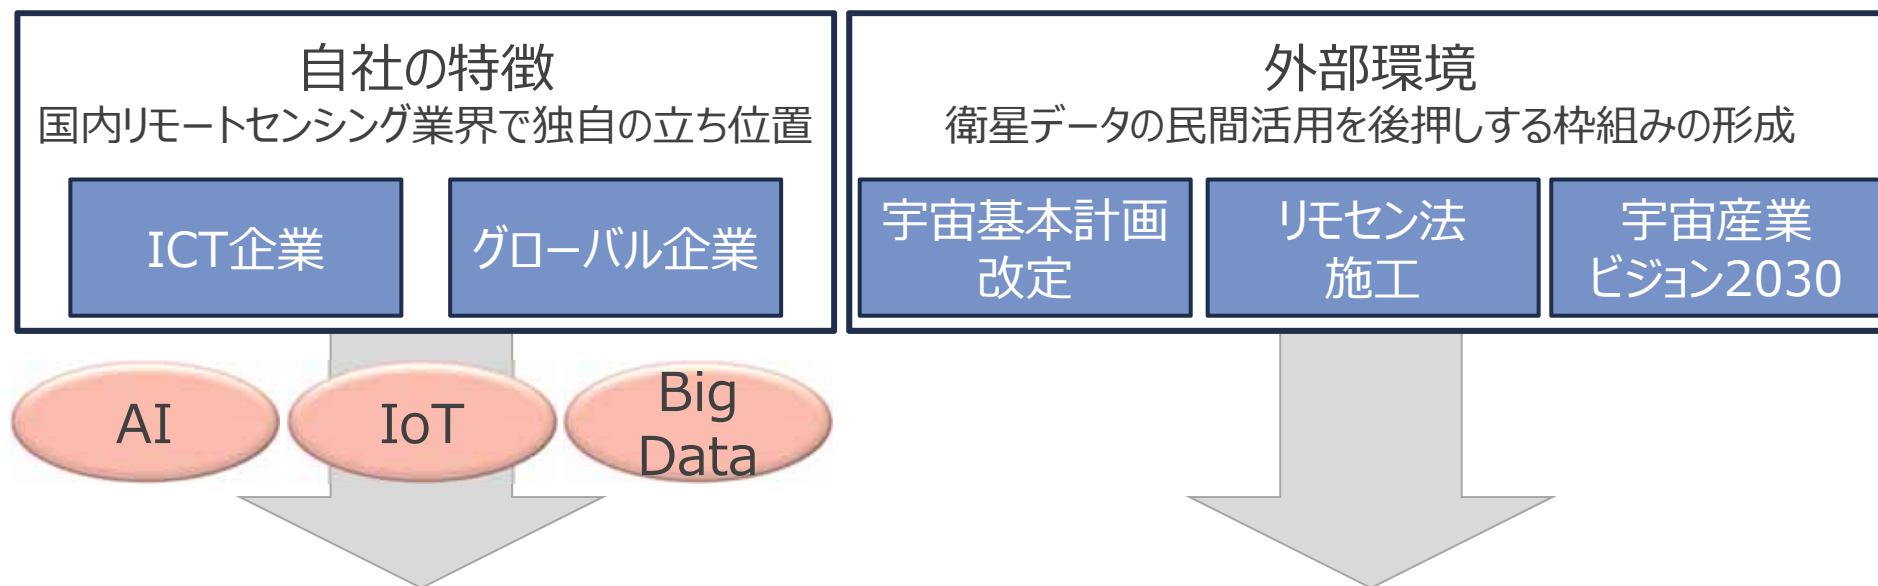 自社の特徴
国内リモートセンシング業界で独自の立ち位置
ICT企業
グローバル企業
AI
IoT
Big
Data
外部環境
衛星データの民間活用を後押しする枠組みの形成
宇宙基本計画
改定
リモセン法
施工
宇宙産業
ビジョン2030